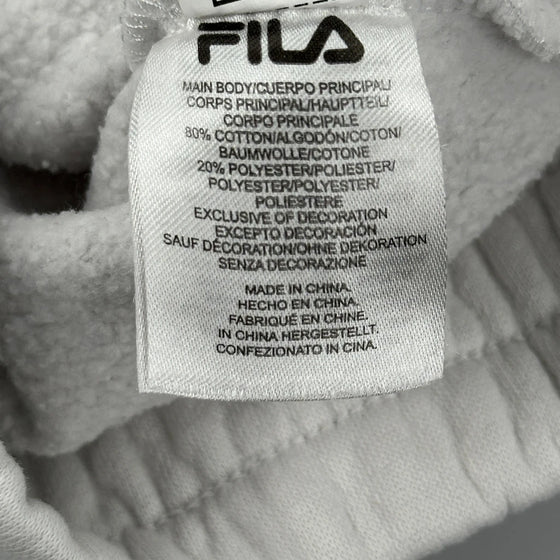 FILA
MAIN BODY/CUERPO PRINCIPAL/
CORPS PRINCIPAL/HAUPTTEIL/
CORPO PRINCIPALE
80% COTTON/ALGODÓN/COTON/
BAUMWOLLE/COTONE
20% POLYESTER/POLIESTER/
POLYESTER/POLYESTER/
POLIESTERE
EXCLUSIVE OF DECORATION
EXCEPTO DECORACIÓN
SAUF DÉCORATION/OHNE DEKORATION
SENZA DECORAZIONE
MADE IN CHINA.
HECHO EN CHINA.
FABRIQUÉ EN CHINE.
IN CHINA HERGESTELLT.
CONFEZIONATO IN CINA.